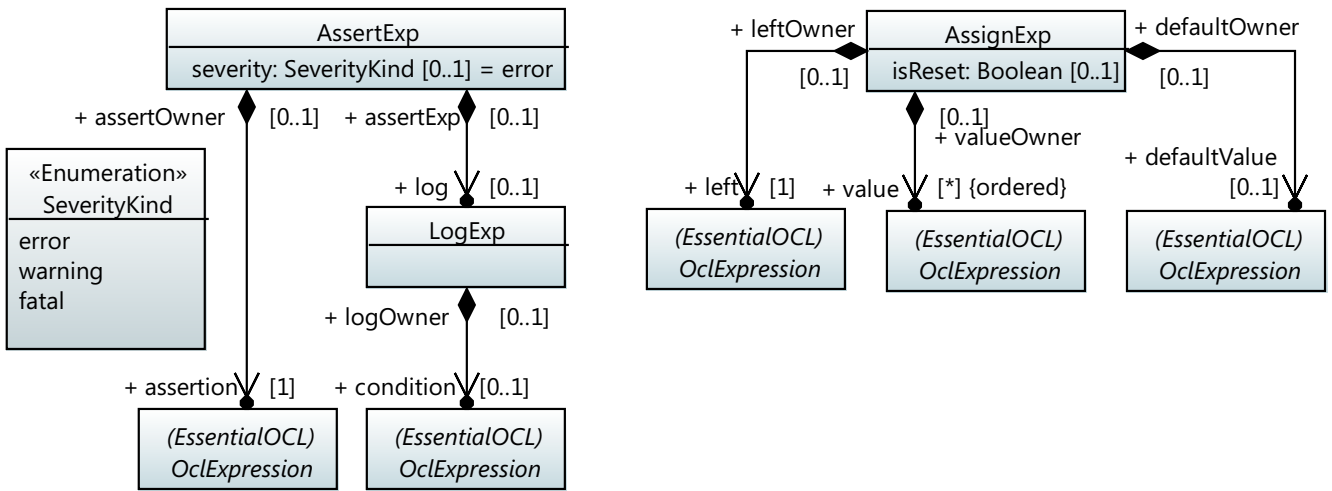 AssertExp
severity: SeverityKind [0..1] = error
+ assertOwner
[0..1]
+ assertExp
[0..1]
«Enumeration»
SeverityKind
error
warning
fatal
+ log
[0..1]
LogExp
+ logOwner
[0..1]
+ assertion
[1]
+ condition
[0..1]
(EssentialOCL)
OclExpression
(EssentialOCL)
OclExpression
+ leftOwner
[0..1]
AssignExp
isReset: Boolean [0..1]
+ defaultOwner
[0..1]
[0..1]
+ valueOwner
+ defaultValue
[0..1]
+ left
[1]
+ value
[*] {ordered}
(EssentialOCL)
OclExpression
(EssentialOCL)
OclExpression
(EssentialOCL)
OclExpression